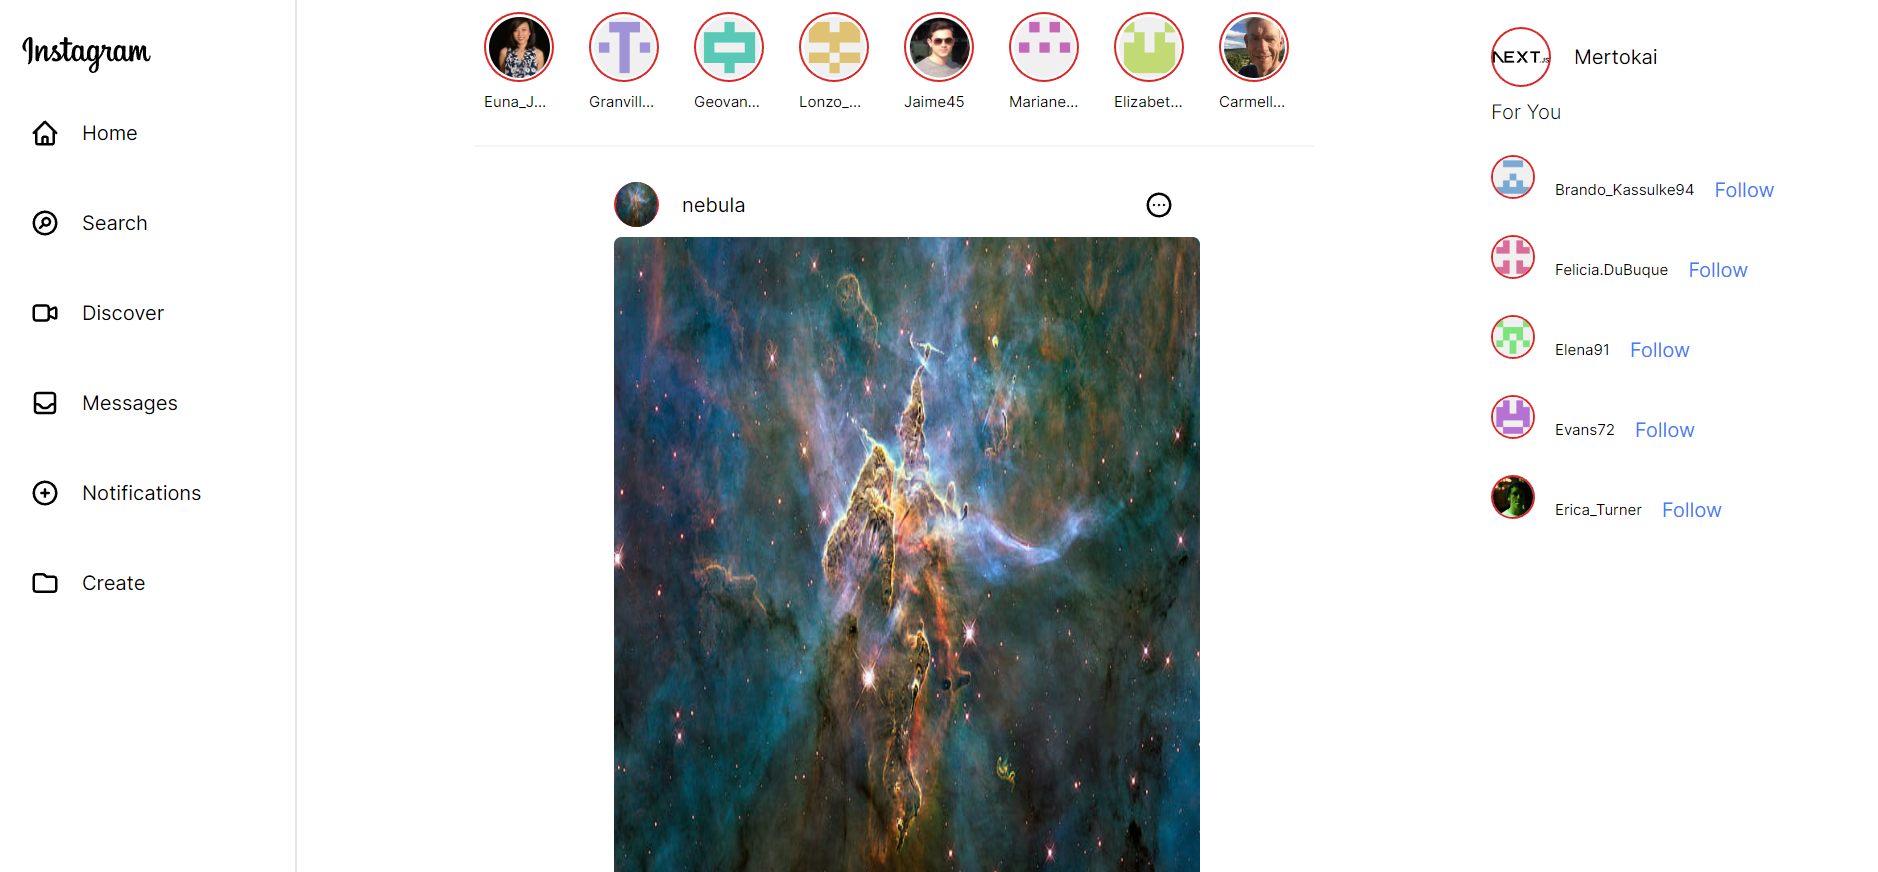 Instagram
Home
Search
Discover
Messages
Notifications
Create
Euna_J...
Granvill...
Geovan...
Lonzo_...
Jaime45
Mariane...
Elizabet...
Carmell...
nebula
NEXT.JS
Mertokai
For You
Brando_Kassulke94 Follow
Felicia.DuBuque Follow
Elena91 Follow
Evans72 Follow
Erica_Turner Follow